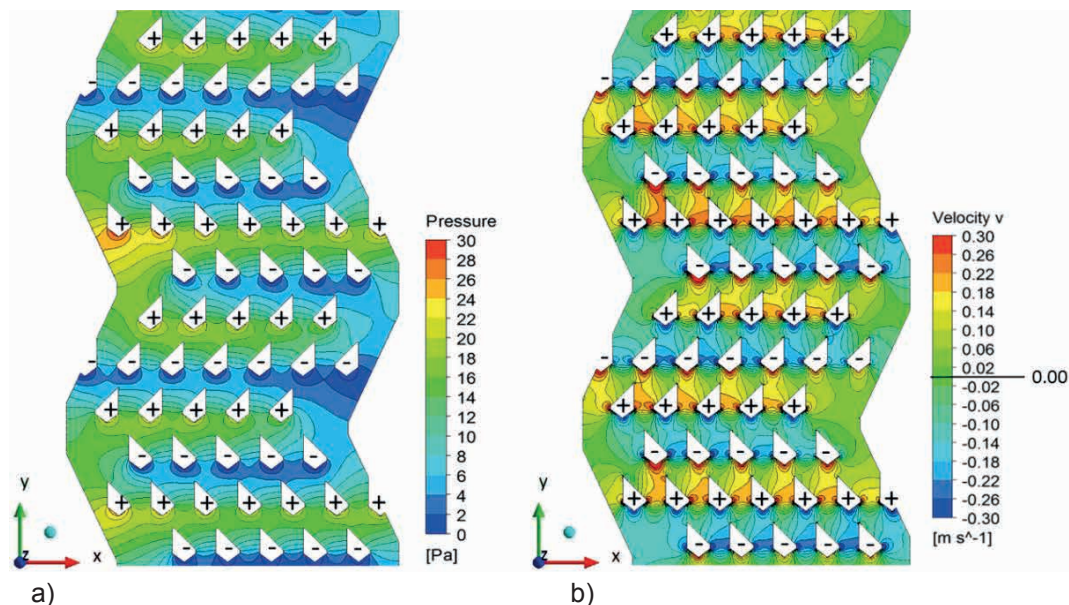 + + + + +
- - - - - - -
+ + + + +
- - - - -
+ + + + + + +
- - - - -
+ + + + +
- - - - - - -
+ + + + +
- - - - -
+ + + + + + +
- - - - -
Pressure
30
28
26
24
22
20
18
16
14
12
10
8
6
4
2
0
[Pa]
y
z
x
a)
+ + + + +
- - - - - - -
+ + + + +
- - - - -
+ + + + + + +
- - - - -
+ + + + +
- - - - - - -
+ + + + +
- - - - -
+ + + + + + +
- - - - -
Velocity v
0.30
0.26
0.22
0.18
0.14
0.10
0.06
0.02
0.00
-0.02
-0.06
-0.10
-0.14
-0.18
-0.22
-0.26
-0.30
[m s^-1]
y
z
x
b)